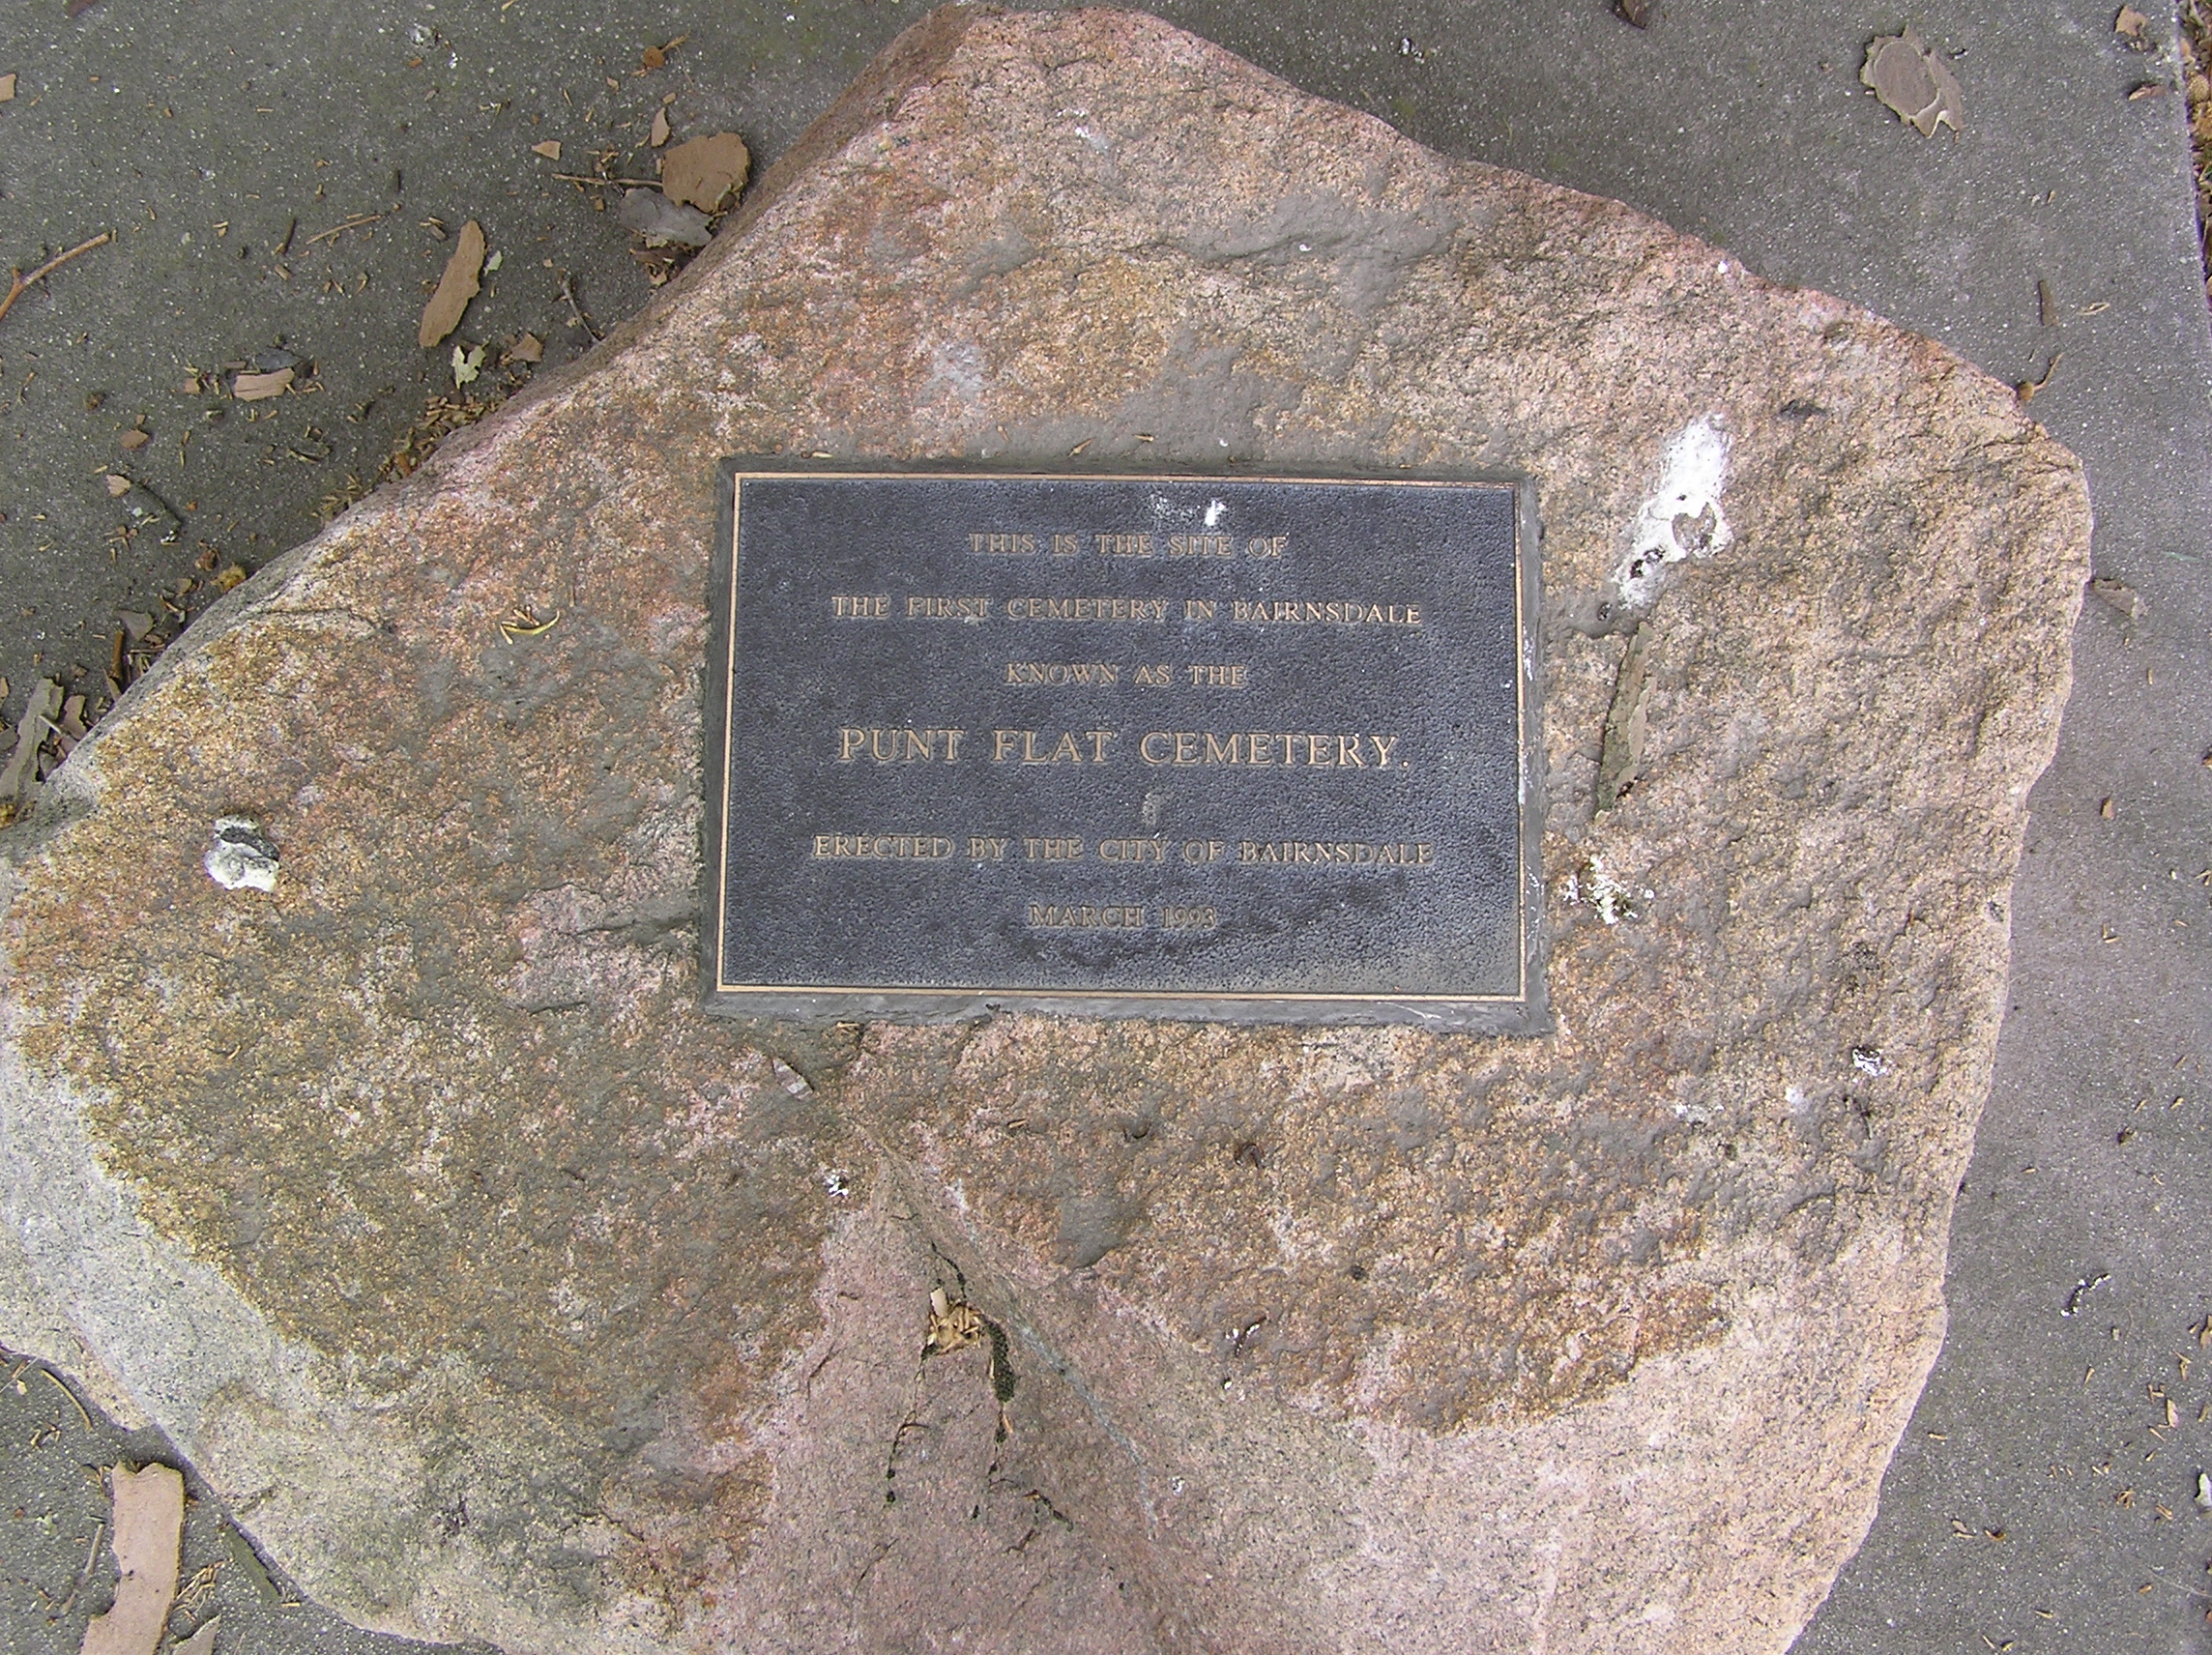 THIS IS THE SITE OF
THE FIRST CEMETERY IN BAIRNSDALE
KNOWN AS THE
PUNT FLAT CEMETERY.
ERECTED BY THE CITY OF BAIRNSDALE
MARCH 1993